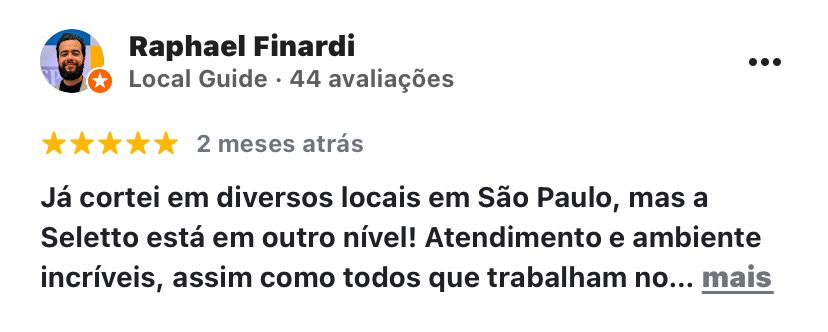 Raphael Finardi
Local Guide · 44 avaliações
2 meses atrás
Já cortei em diversos locais em São Paulo, mas a
Seletto está em outro nível! Atendimento e ambiente
incríveis, assim como todos que trabalham no... mais